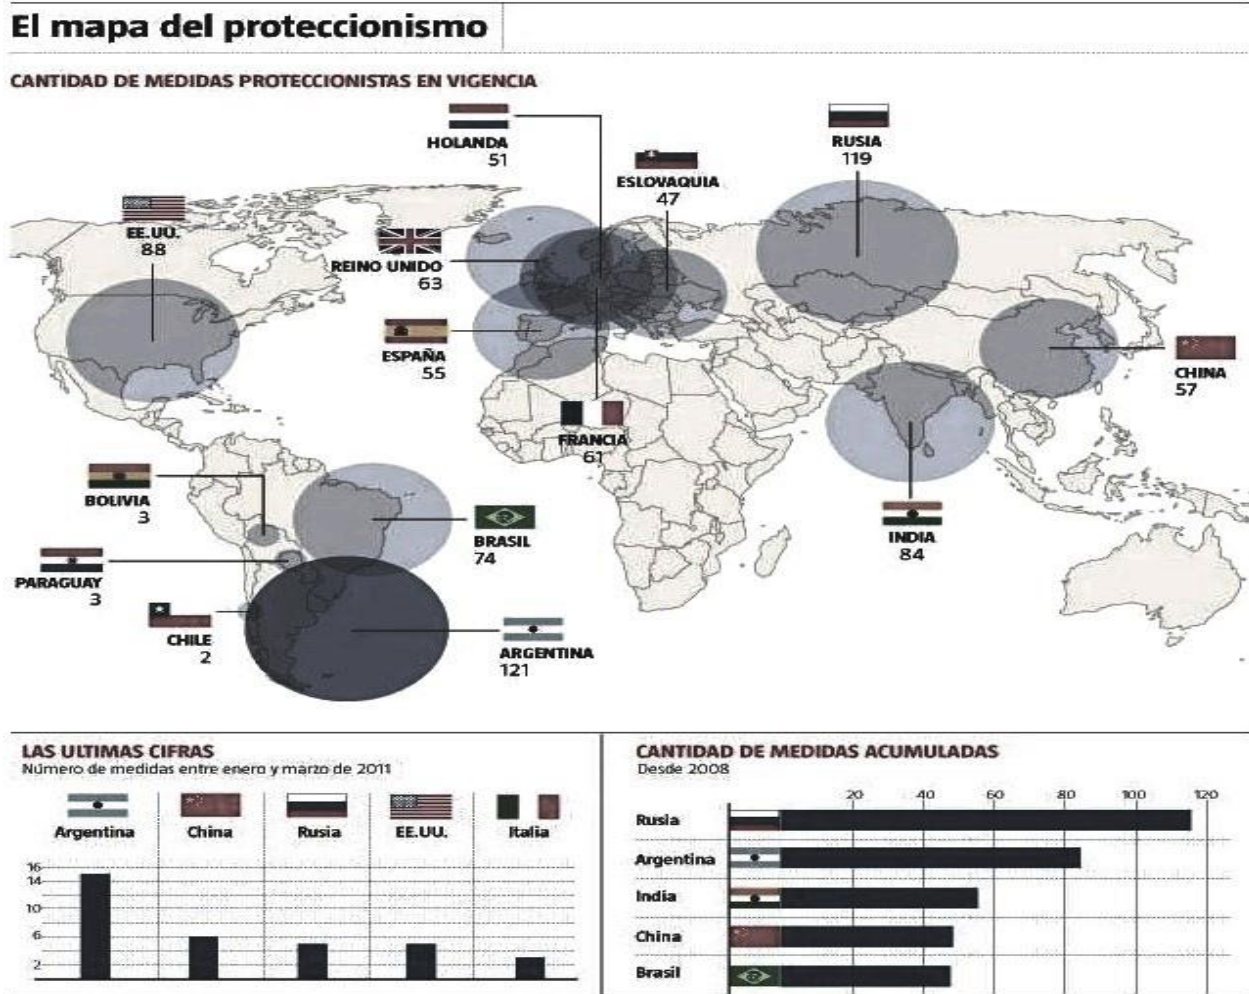 El mapa del proteccionismo
CANTIDAD DE MEDIDAS PROTECCIONISTAS EN VIGENCIA
HOLANDA
51
RUSIA
119
ESLOVAQUIA
47
EE.UU.
88
REINO UNIDO
63
ESPAÑA
55
CHINA
57
FRANCIA
61
BOLIVIA
3
BRASIL
74
INDIA
84
PARAGUAY
3
CHILE
2
ARGENTINA
121
LAS ULTIMAS CIFRAS
Número de medidas entre enero y marzo de 2011
Argentina China Rusia EE.UU. Italia
16
14
10
6
2
CANTIDAD DE MEDIDAS ACUMULADAS
Desde 2008
20 40 60 80 100 120
Rusia
Argentina
India
China
Brasil